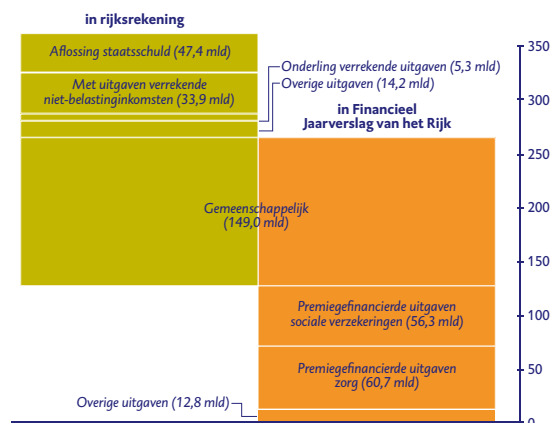 in rijksrekening
Aflossing staatsschuld (47,4 mld)
Met uitgaven verrekende
niet-belastinginkomsten (33,9 mld)
Onderling verrekende uitgaven (5,3 mld)
Overige uitgaven (14,2 mld)
in Financieel
Jaarverslag van het Rijk
Gemeenschappelijk
(149,0 mld)
Premiegefinancierde uitgaven
sociale verzekeringen (56,3 mld)
Premiegefinancierde uitgaven
zorg (60,7 mld)
Overige uitgaven (12,8 mld)
350
300
250
200
150
100
50
0